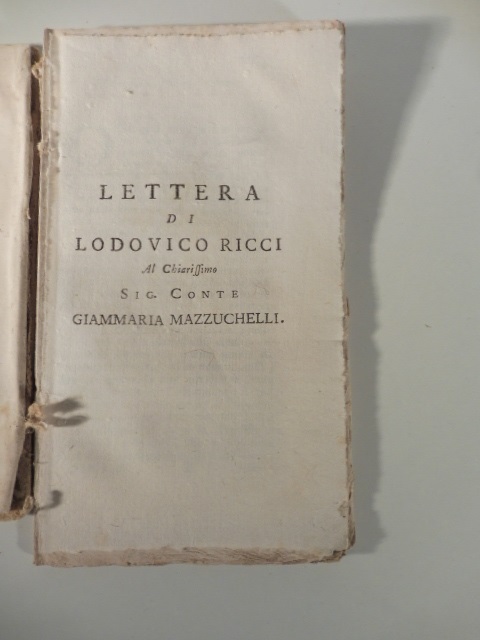 LETTERA
DI
LODOVICO RICCI
Al Chiariſſimo
SIG. CONTE
GIAMMARIA MAZZUCHELLI.